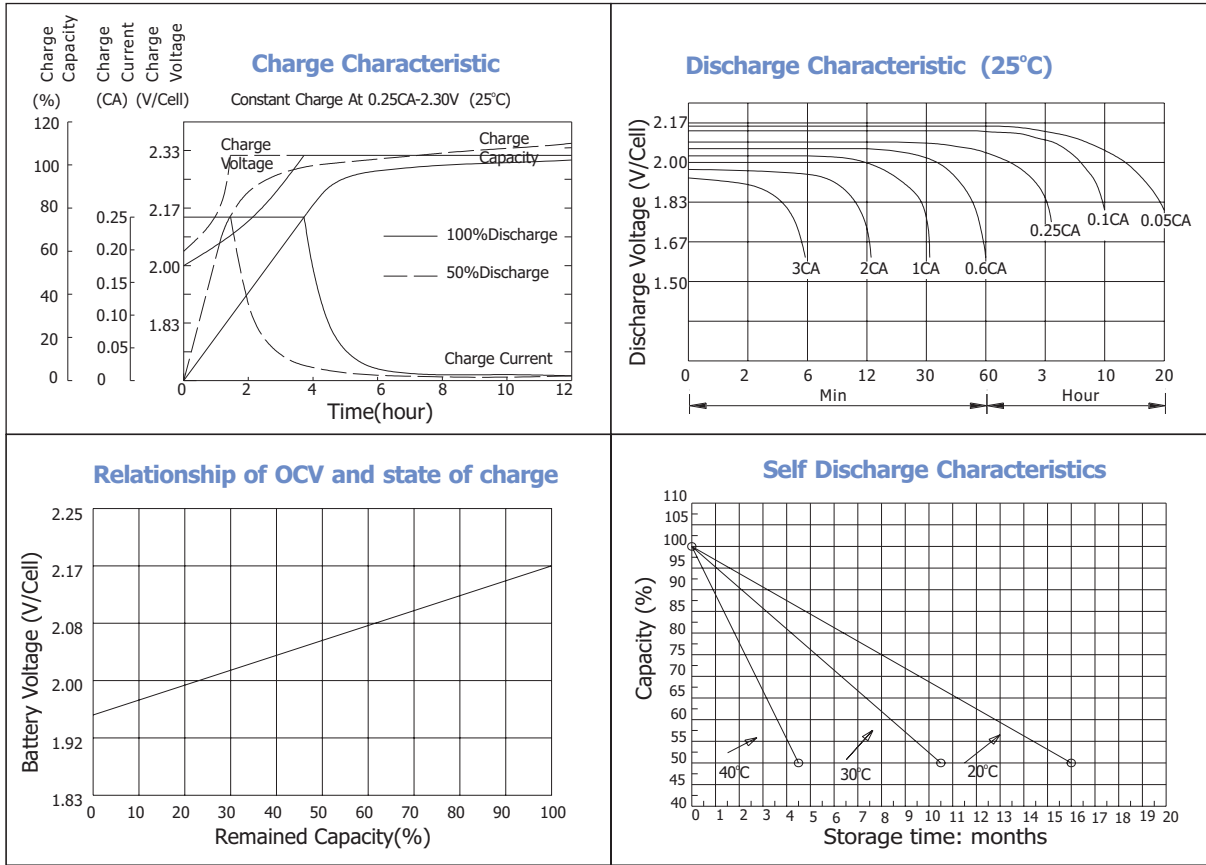 Charge Capacity
Charge Current
Charge Voltage
(%)
(CA)
(V/Cell)
Charge Characteristic
Constant Charge At 0.25CA-2.30V (25°C)
120
100
80
60
40
20
0
0.25
0.20
0.15
0.10
0.05
0
2.33
2.17
2.00
1.83
Charge Voltage
Charge Capacity
100%Discharge
50%Discharge
Charge Current
0 2 4 6 8 10 12
Time(hour)
Discharge Characteristic (25°C)
Discharge Voltage (V/Cell)
2.17
2.00
1.83
1.67
1.50
3CA 2CA 1CA 0.6CA 0.25CA 0.1CA 0.05CA
0 2 6 12 30 60 3 10 20
Min Hour
Relationship of OCV and state of charge
Battery Voltage (V/Cell)
2.25
2.17
2.08
2.00
1.92
1.83
0 10 20 30 40 50 60 70 80 90 100
Remained Capacity(%)
Self Discharge Characteristics
Capacity (%)
110
105
100
95
90
80
85
75
70
65
60
55
50
45
40
40°C 30°C 20°C
0 1 2 3 4 5 6 7 8 9 10 11 12 13 14 15 16 17 18 19 20
Storage time: months